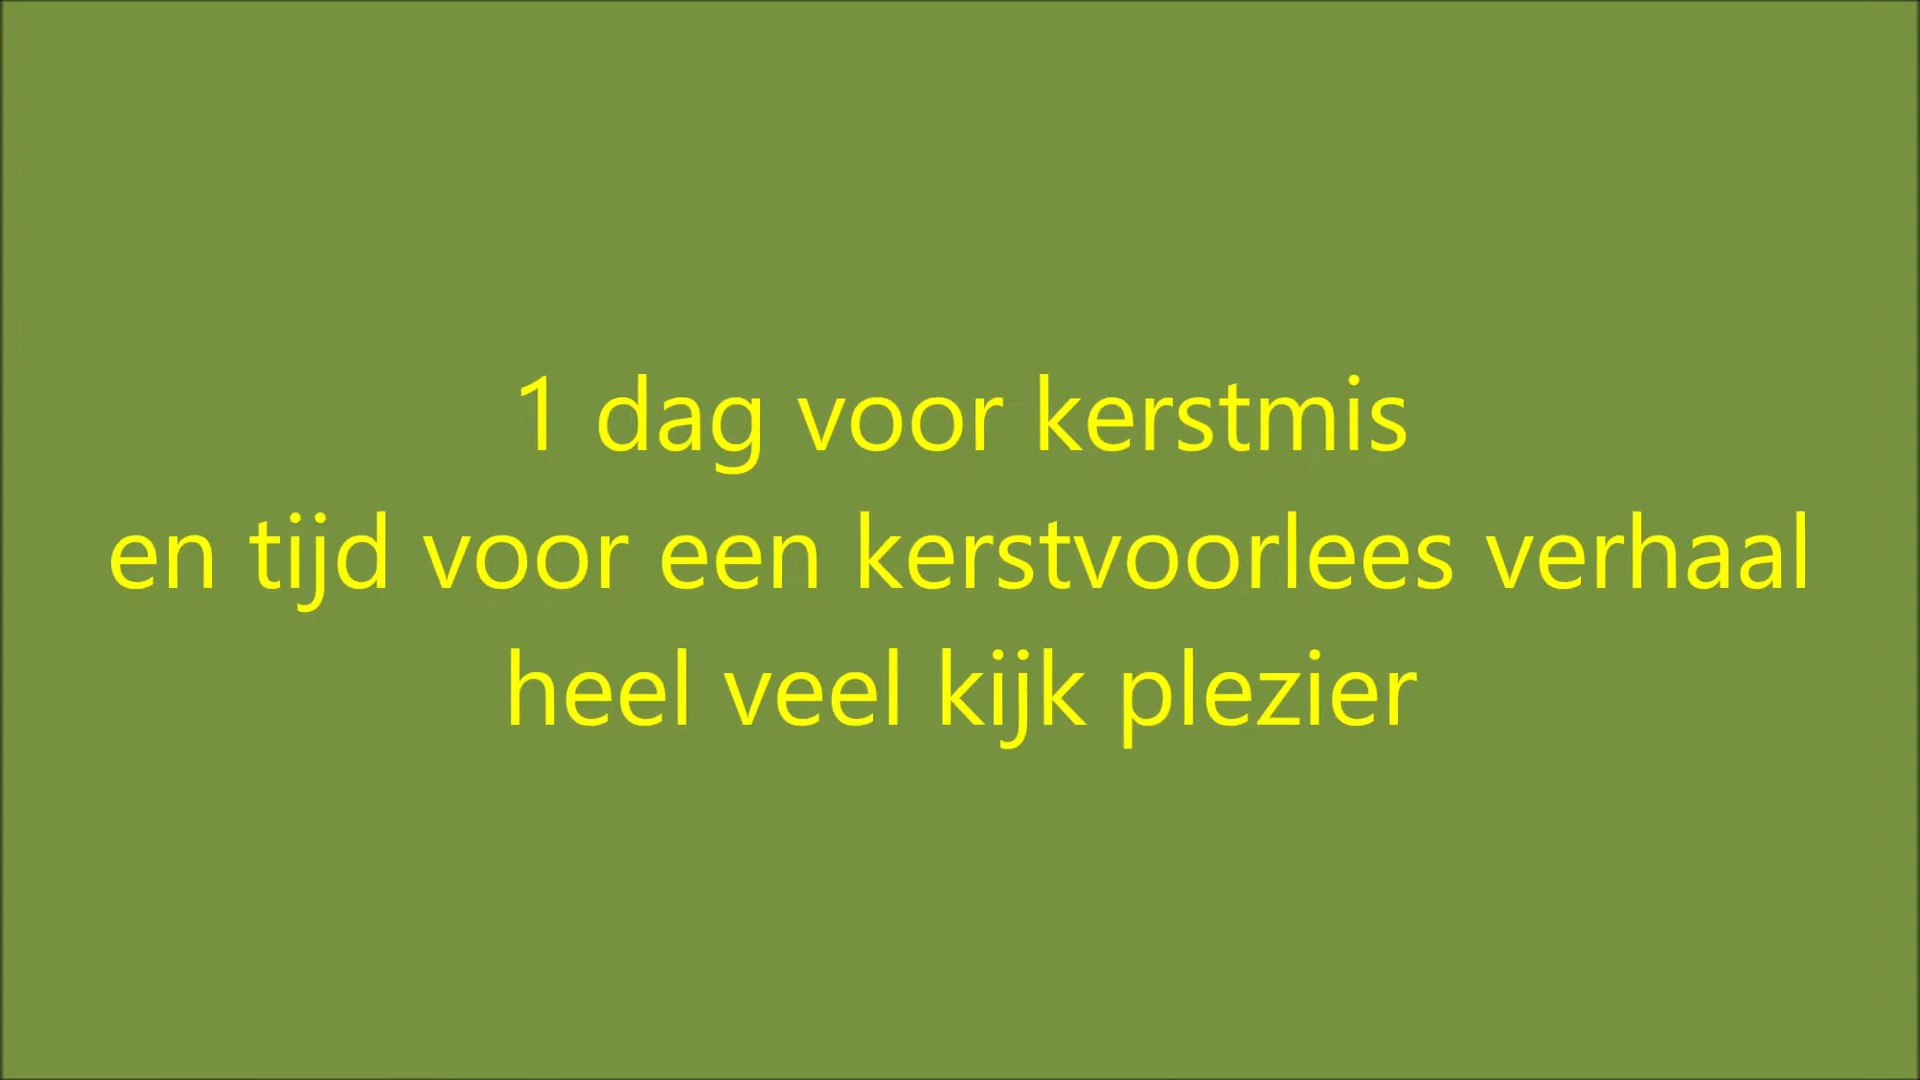 1 dag voor kerstmis
en tijd voor een kerstvoorlees verhaal
heel veel kijk plezier